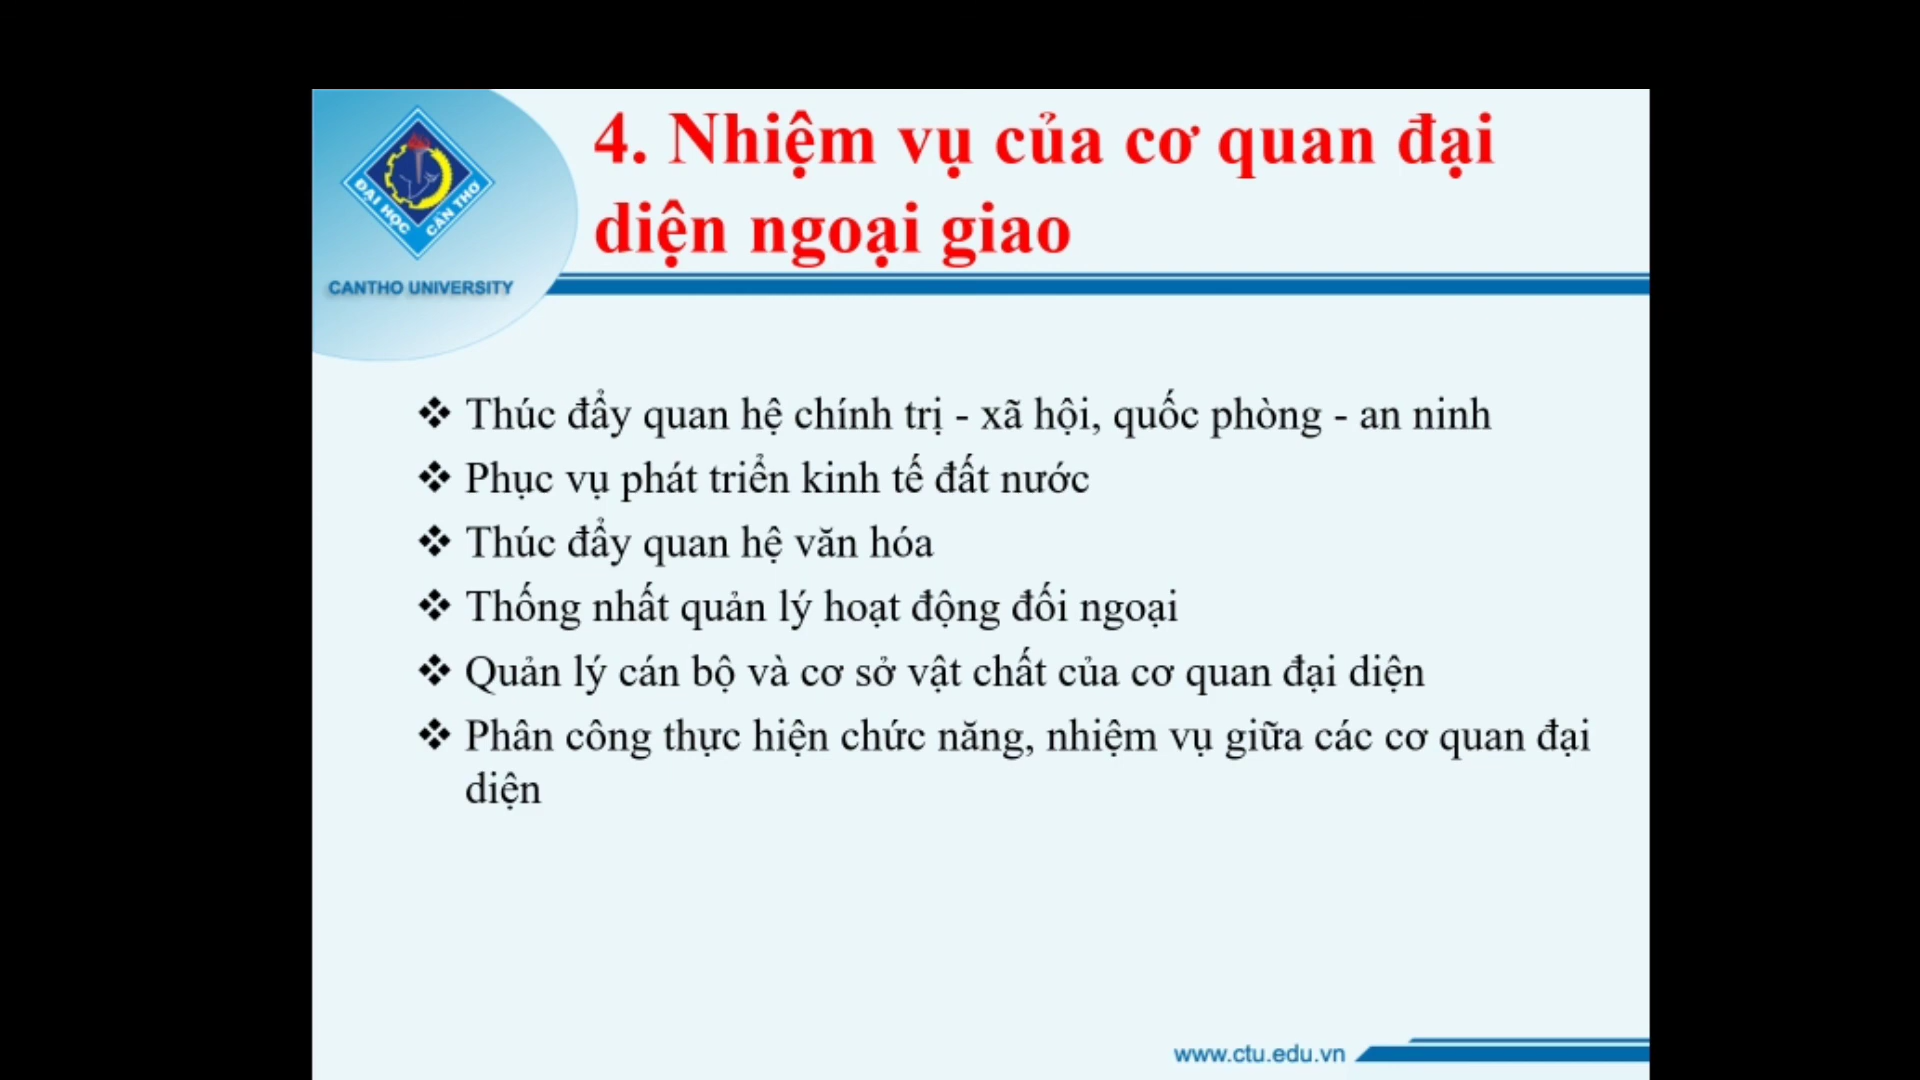 ĐẠI HỌC CẦN THƠ
CANTHO UNIVERSITY
4. Nhiệm vụ của cơ quan đại
diện ngoại giao
❖ Thúc đẩy quan hệ chính trị - xã hội, quốc phòng - an ninh
❖ Phục vụ phát triển kinh tế đất nước
❖ Thúc đẩy quan hệ văn hóa
❖ Thống nhất quản lý hoạt động đối ngoại
❖ Quản lý cán bộ và cơ sở vật chất của cơ quan đại diện
❖ Phân công thực hiện chức năng, nhiệm vụ giữa các cơ quan đại
diện
www.ctu.edu.vn